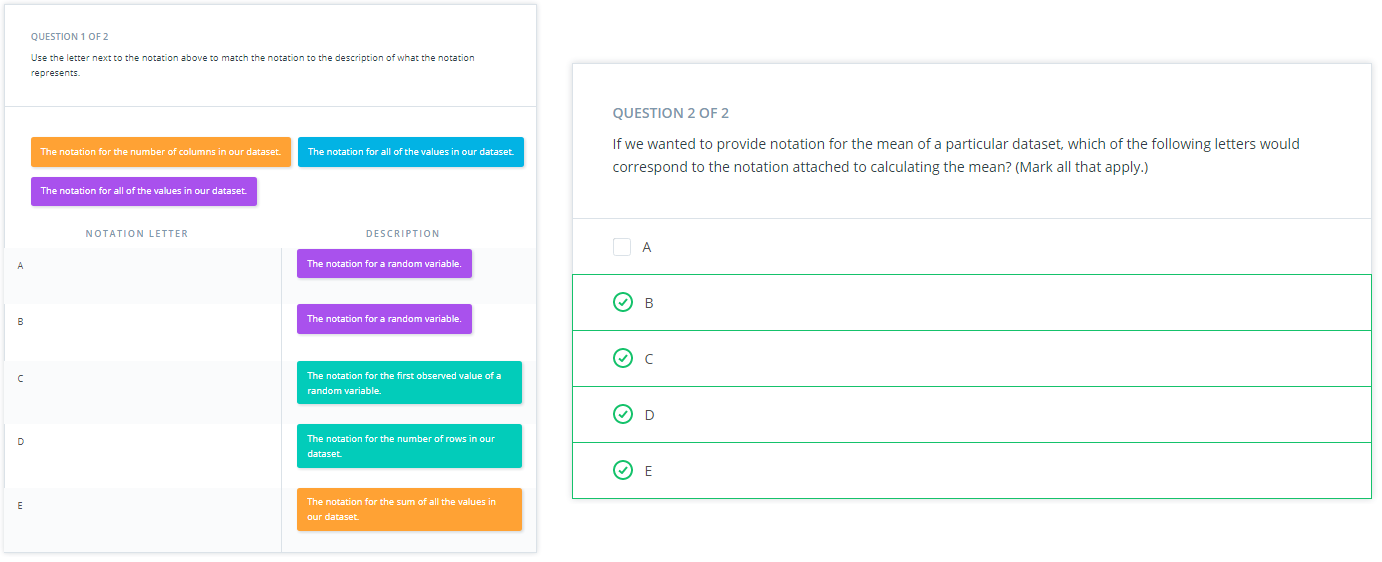 QUESTION 1 OF 2
Use the letter next to the notation above to match the notation to the description of what the notation
represents.
The notation for the number of columns in our dataset.
The notation for all of the values in our dataset.
The notation for all of the values in our dataset.
NOTATION LETTER
DESCRIPTION
A
The notation for a random variable.
B
The notation for a random variable.
C
The notation for the first observed value of a
random variable.
D
The notation for the number of rows in our
dataset.
E
The notation for the sum of all the values in
our dataset.
QUESTION 2 OF 2
If we wanted to provide notation for the mean of a particular dataset, which of the following letters would
correspond to the notation attached to calculating the mean? (Mark all that apply.)
A
B
C
D
E